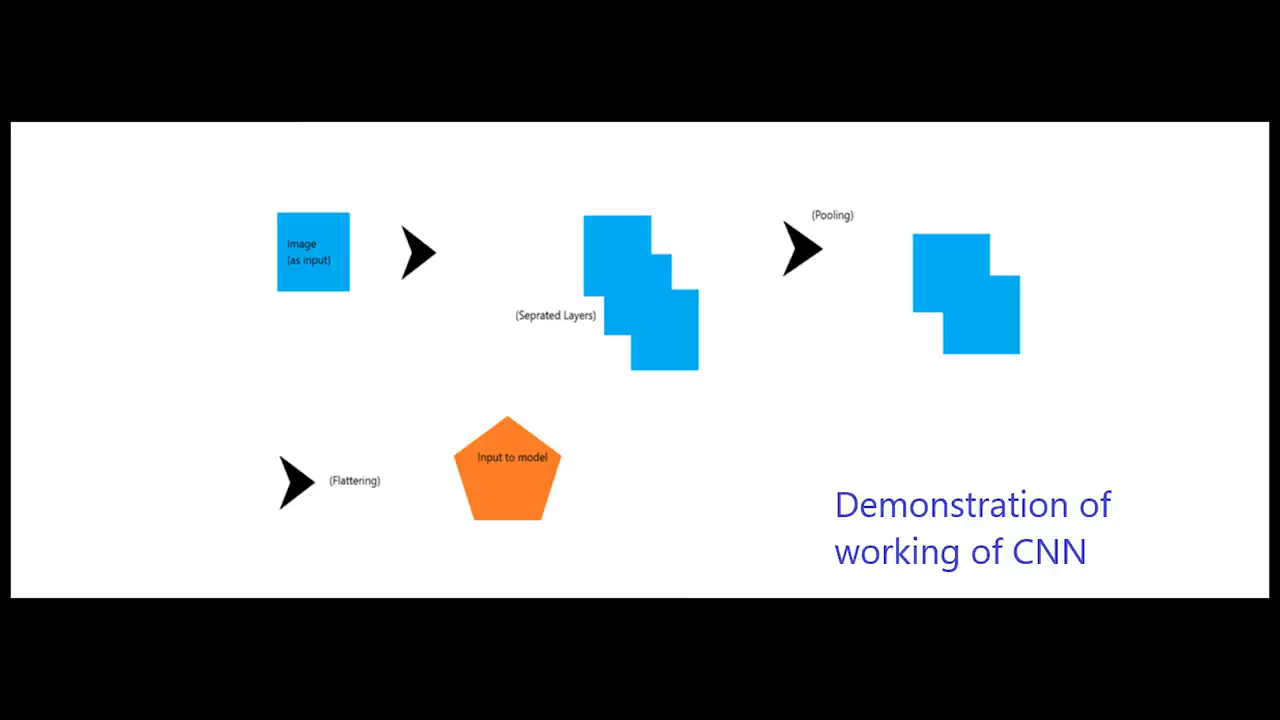 Image
(as input)
(Seprated Layers)
(Pooling)
(Flattering)
Input to model
Demonstration of
working of CNN